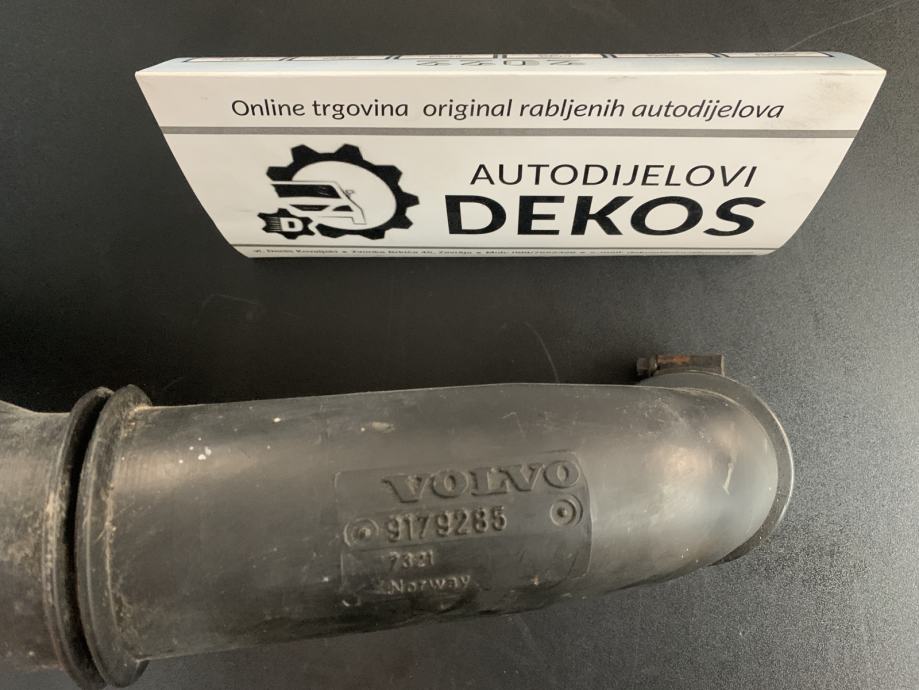 Online trgovina original rabljenih autodijelova
AUTODIJELOVI
DEKOS
D
VOLVO
9179285
7321
Norway